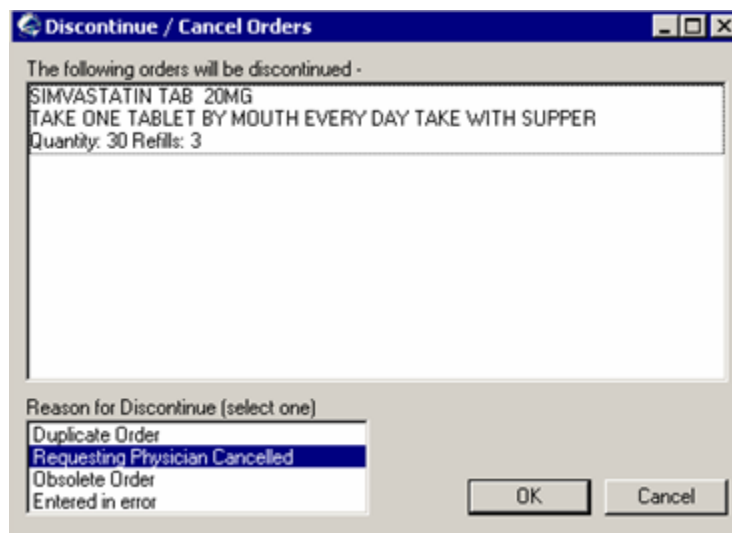 Discontinue / Cancel Orders
The following orders will be discontinued -
SIMVASTATIN TAB 20MG
TAKE ONE TABLET BY MOUTH EVERY DAY TAKE WITH SUPPER
Quantity: 30 Refills: 3
Reason for Discontinue (select one)
Duplicate Order
Requesting Physician Cancelled
Obsolete Order
Entered in error
OK
Cancel